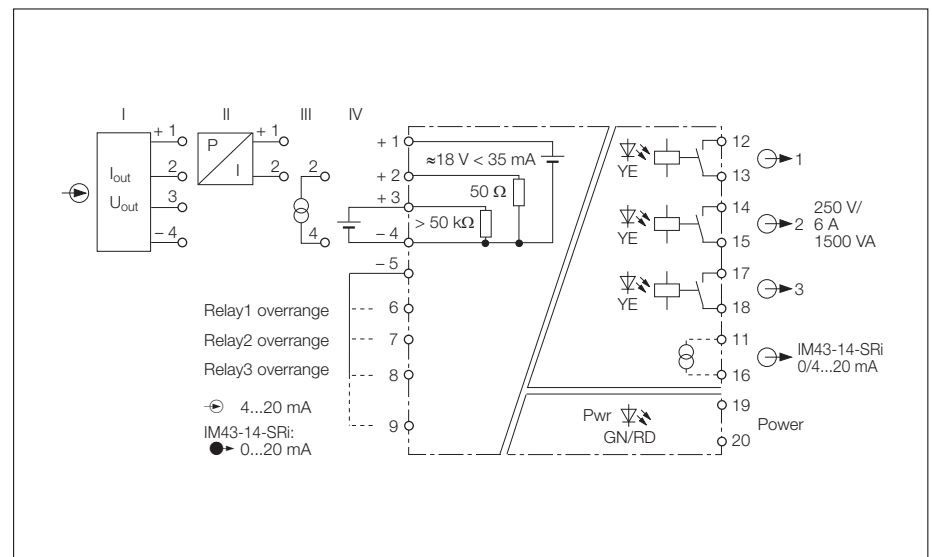 I II III IV
+ 1
2
3
– 4
I out
U out
P
I
+ 1
2
2
4
+ 1
+ 2
+ 3
– 4
– 5
6
7
8
9
≈18 V < 35 mA
50 Ω
> 50 kΩ
Relay1 overrange
Relay2 overrange
Relay3 overrange
4...20 mA
IM43-14-SRi:
0...20 mA
YE
12
13
1
YE
14
15
2
250 V/
6 A
1500 VA
YE
17
18
3
11
16
IM43-14-SRi
0/4...20 mA
Pwr
GN/RD
19
20
Power